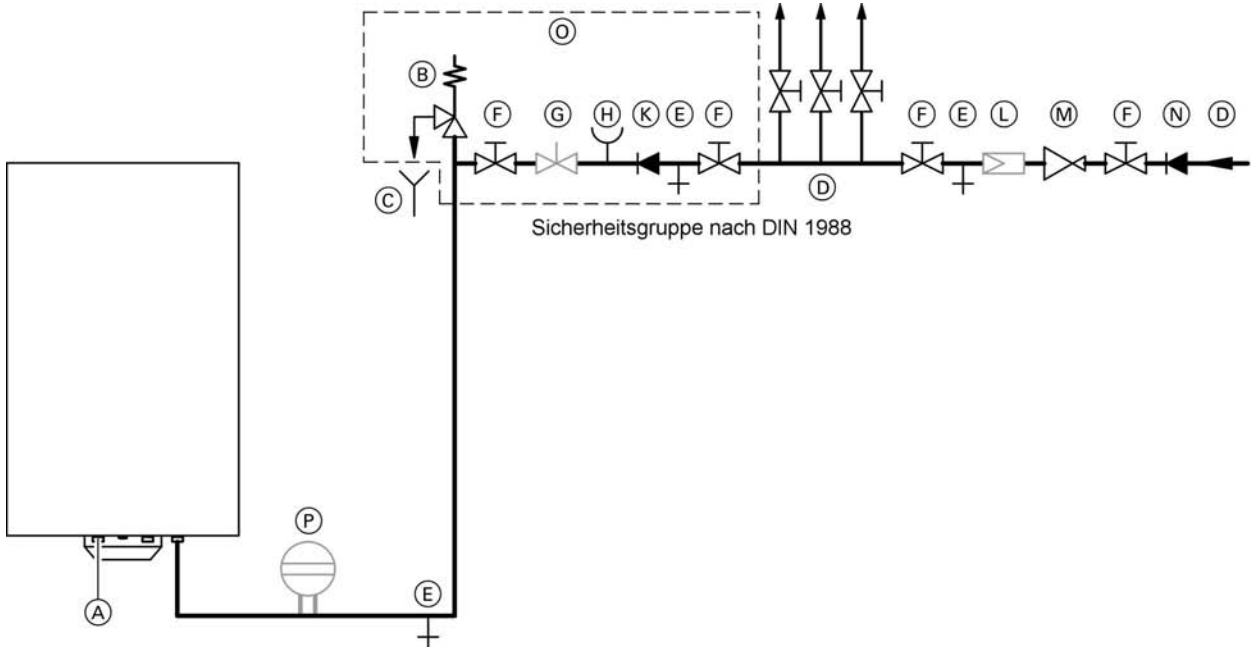 O
B
F G H K E F F E L M F N D
C D
Sicherheitsgruppe nach DIN 1988
P
E
A